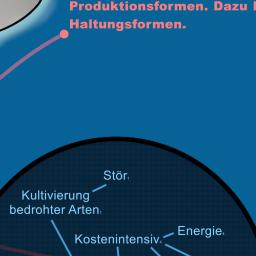 Produktionsformen. Dazu
Haltungsformen.
Stör.
Kultivierung
bedrohter Arten.
Energie.
Kostenintensiv.